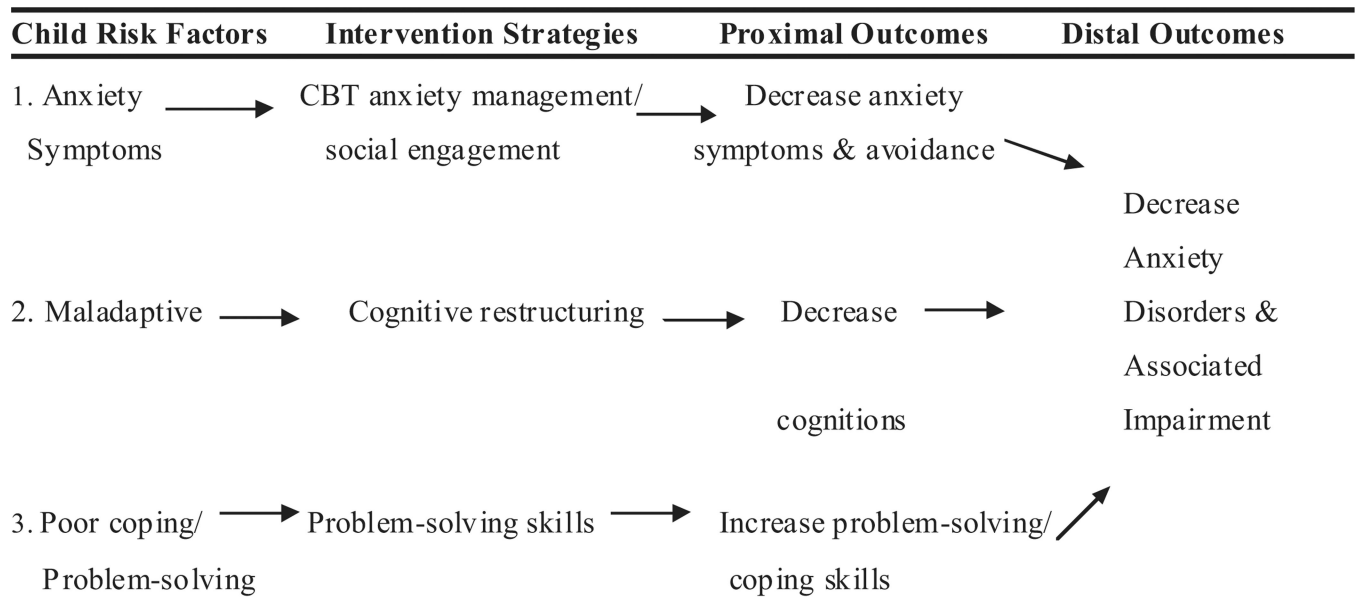 Child Risk Factors Intervention Strategies Proximal Outcomes Distal Outcomes
1. Anxiety CBT anxiety management/ Decrease anxiety
Symptoms social engagement symptoms & avoidance
Decrease
Anxiety
2. Maladaptive Cognitive restructuring Decrease Disorders &
Associated
cognitions Impairment
3. Poor coping/ Problem-solving skills Increase problem-solving/
Problem-solving coping skills